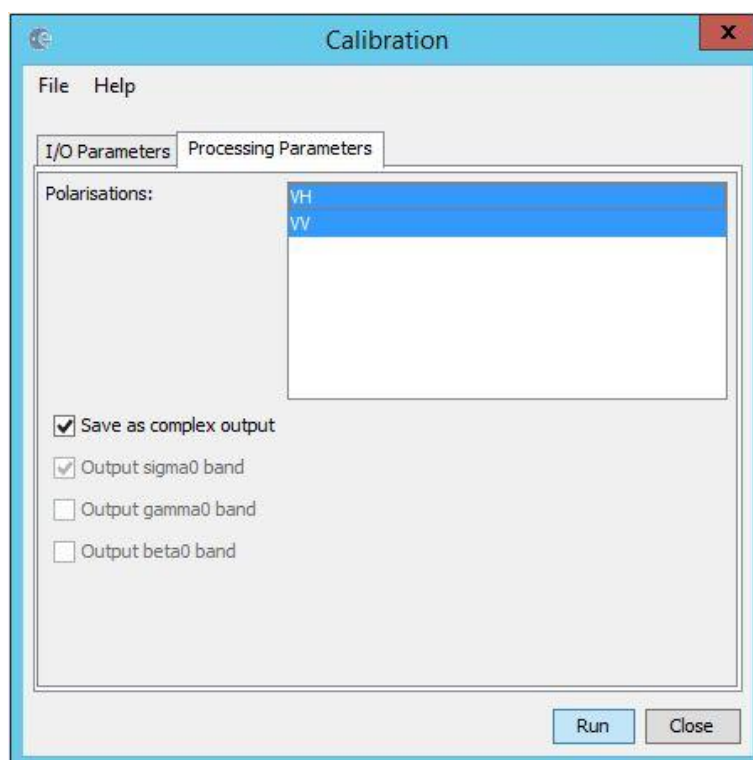 Calibration
x
File Help
I/O Parameters Processing Parameters
Polarisations:
VH
VV
Save as complex output
Output sigma0 band
Output gamma0 band
Output beta0 band
Run Close